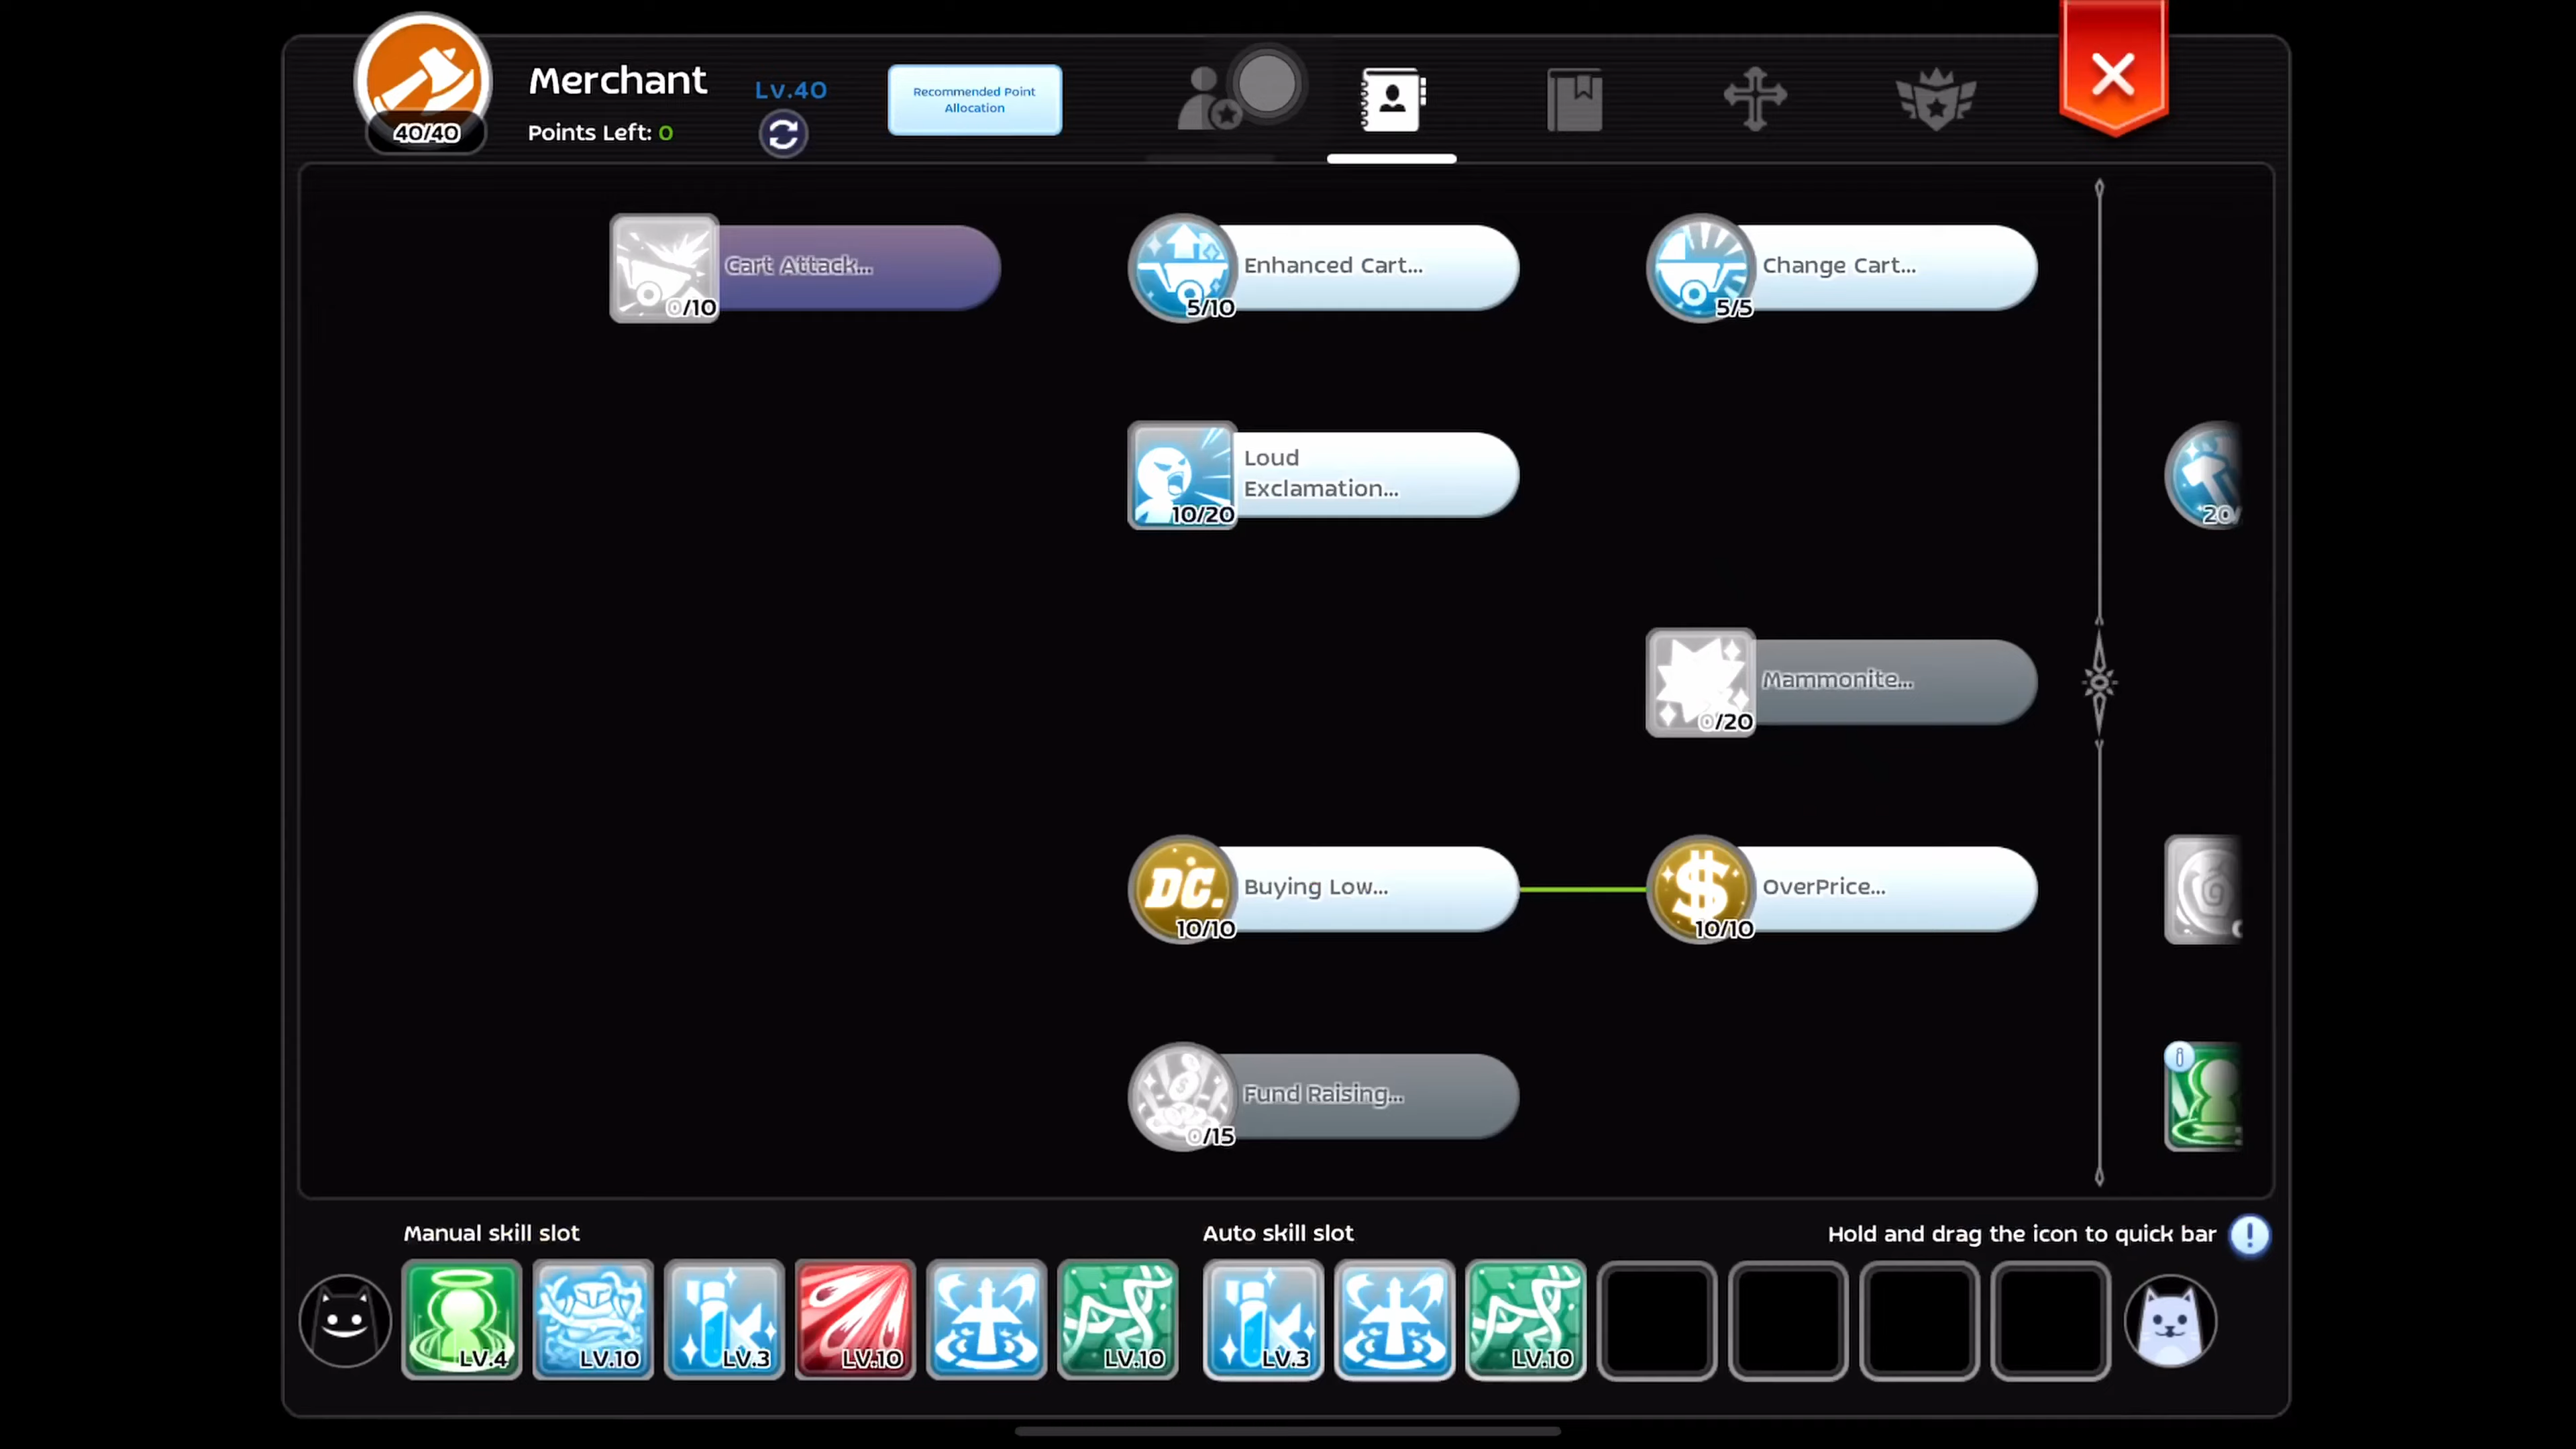 Merchant
Lv.40
Recommended Point
Allocation
40/40
Points Left: 0
Cart Attack...
0/10
Enhanced Cart...
5/10
Change Cart...
5/5
Loud
Exclamation...
10/20
20/
Mammonite...
0/20
DC.
Buying Low...
10/10
$
OverPrice...
10/10
Fund Raising...
0/15
Manual skill slot
Auto skill slot
Hold and drag the icon to quick bar
LV.4
LV.10
LV.3
LV.10
LV.10
LV.3
LV.10